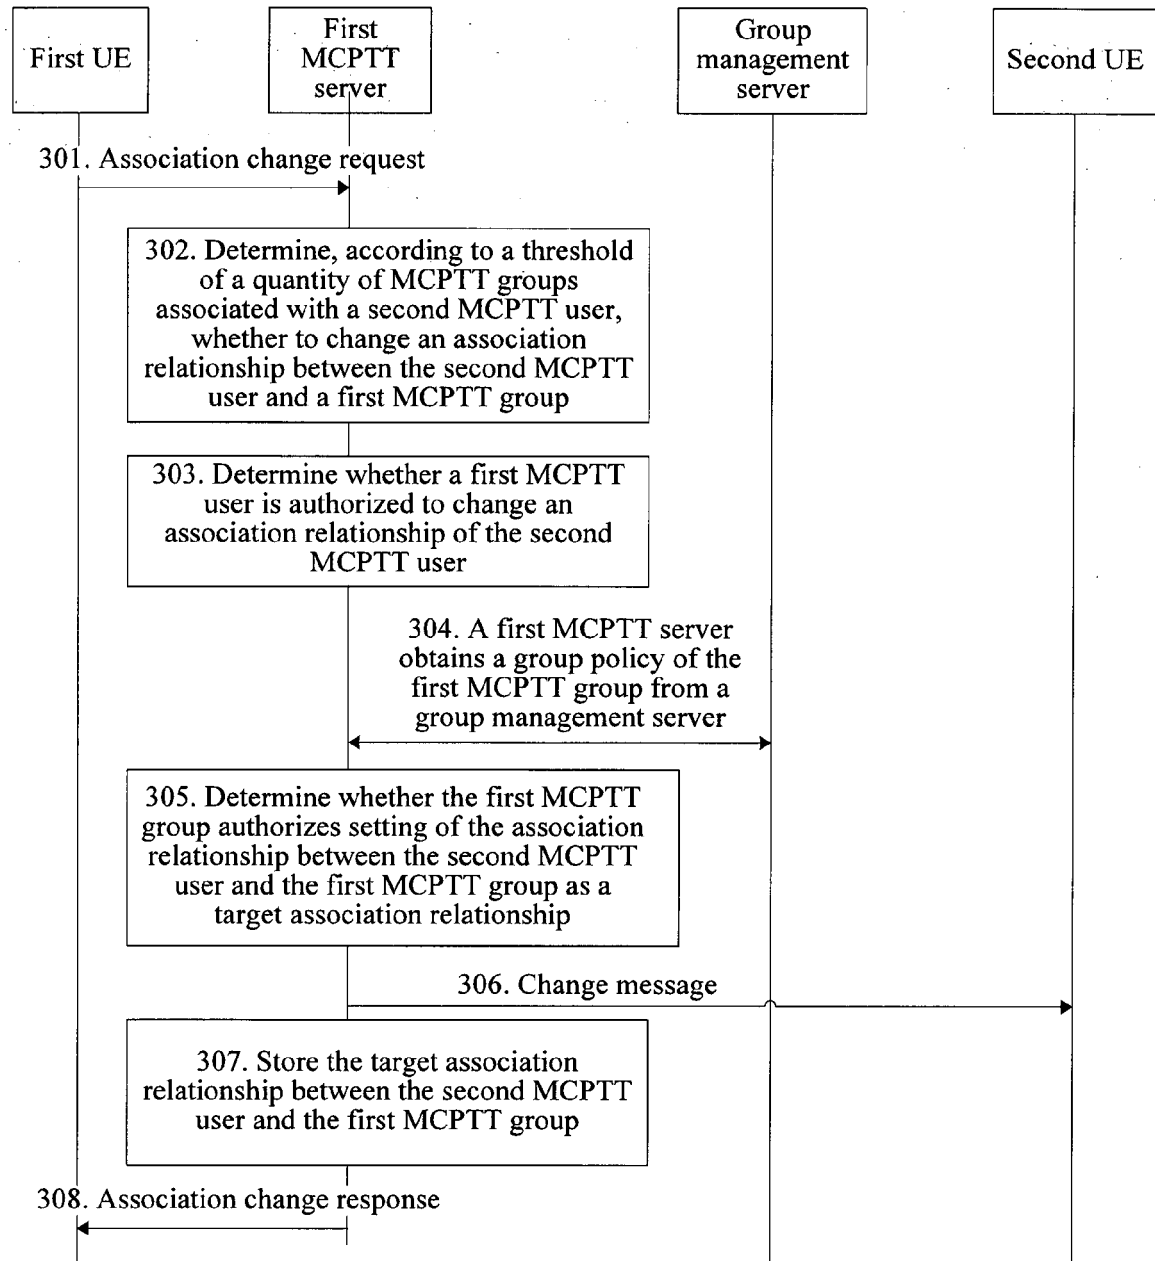 First UE
First
MCPTT
server
Group
management
server
Second UE
301. Association change request
302. Determine, according to a threshold
of a quantity of MCPTT groups
associated with a second MCPTT user,
whether to change an association
relationship between the second MCPTT
user and a first MCPTT group
303. Determine whether a first MCPTT
user is authorized to change an
association relationship of the second
MCPTT user
304. A first MCPTT server
obtains a group policy of the
first MCPTT group from a
group management server
305. Determine whether the first MCPTT
group authorizes setting of the association
relationship between the second MCPTT
user and the first MCPTT group as a
target association relationship
306. Change message
307. Store the target association
relationship between the second MCPTT
user and the first MCPTT group
308. Association change response